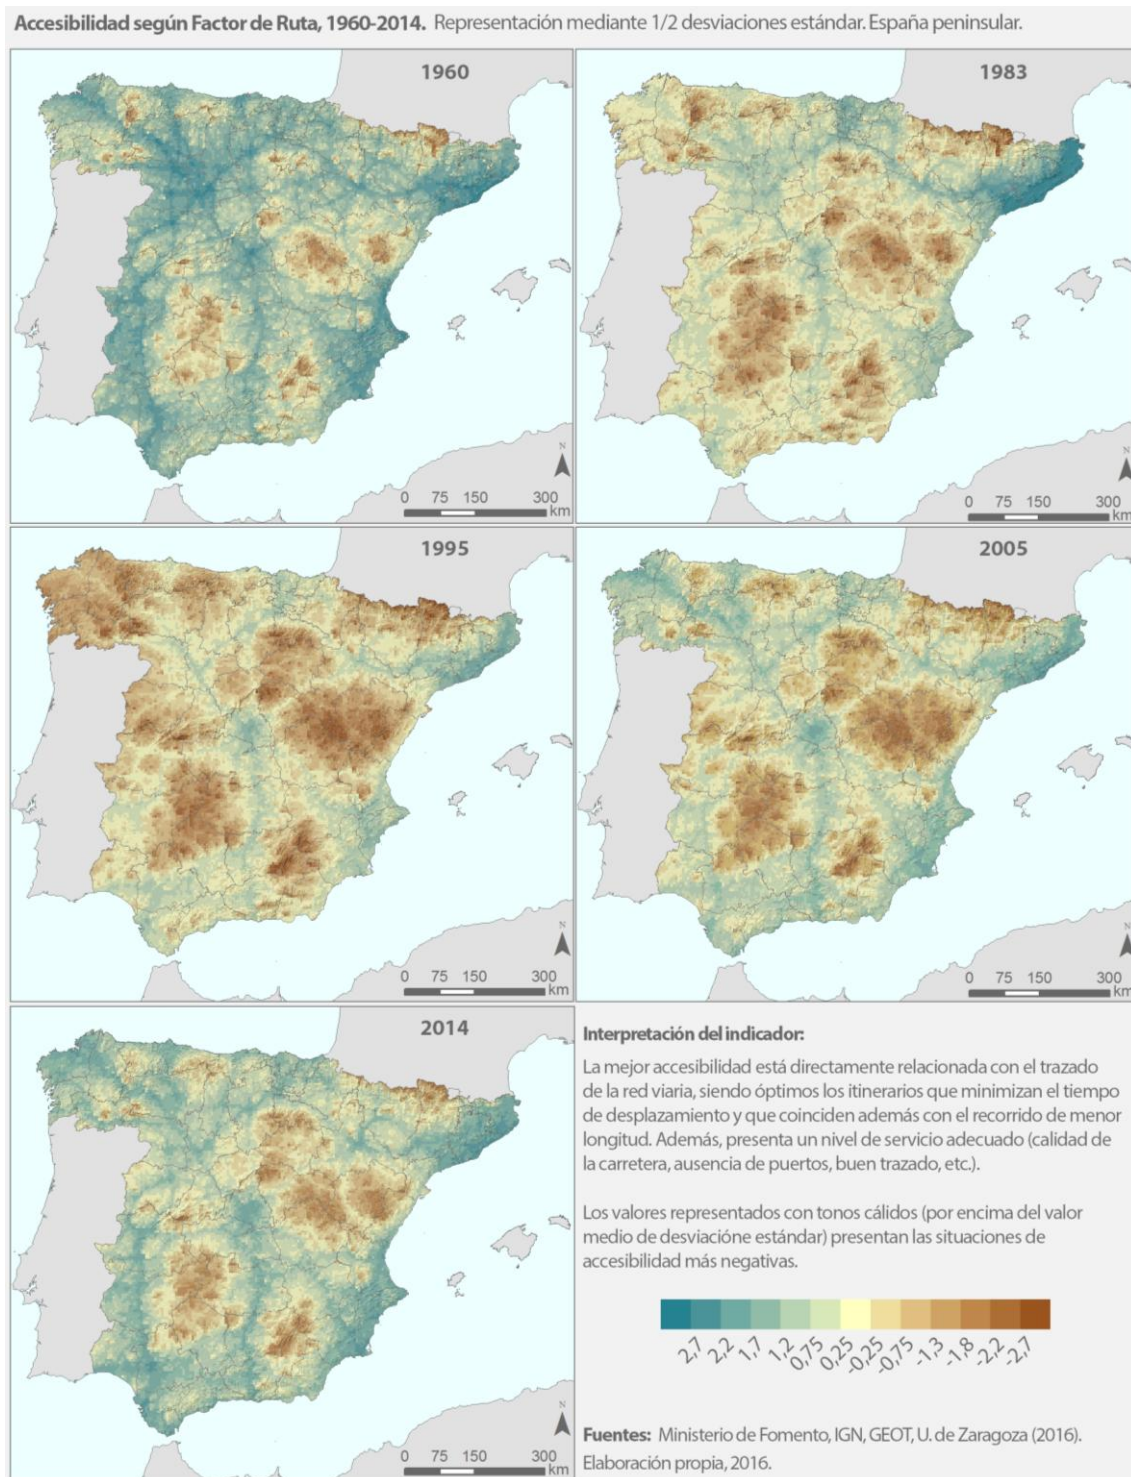 Accesibilidad según Factor de Ruta, 1960-2014. Representación mediante 1/2 desviaciones estándar. España peninsular.
1960
N
0 75 150 300
km
1983
N
0 75 150 300
km
1995
N
0 75 150 300
km
2005
N
0 75 150 300
km
2014
N
0 75 150 300
km
Interpretación del indicador:
La mejor accesibilidad está directamente relacionada con el trazado
de la red viaria, siendo óptimos los itinerarios que minimizan el tiempo
de desplazamiento y que coinciden además con el recorrido de menor
longitud. Además, presenta un nivel de servicio adecuado (calidad de
la carretera, ausencia de puertos, buen trazado, etc.).
Los valores representados con tonos cálidos (por encima del valor
medio de desviacióne estándar) presentan las situaciones de
accesibilidad más negativas.
2,7 2,2 1,7 1,2 0,75 0,25 -0,25 -0,75 -1,3 -1,8 -2,2 -2,7
Fuentes: Ministerio de Fomento, IGN, GEOT, U. de Zaragoza (2016).
Elaboración propia, 2016.